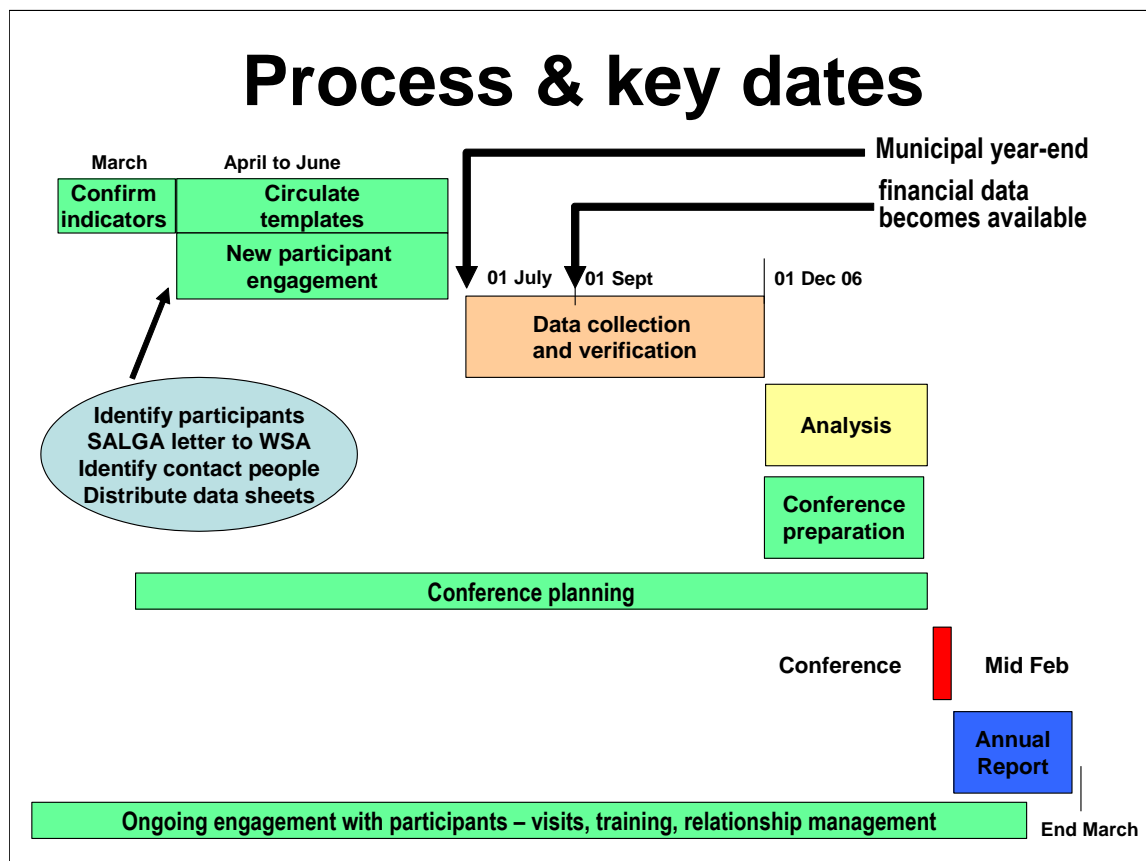 Process & key dates
March
April to June
Municipal year-end
Confirm
indicators
Circulate
templates
financial data
becomes available
New participant
engagement
01 July
01 Sept
01 Dec 06
Data collection
and verification
Identify participants
SALGA letter to WSA
Identify contact people
Distribute data sheets
Analysis
Conference
preparation
Conference planning
Conference
Mid Feb
Annual
Report
Ongoing engagement with participants – visits, training, relationship management
End March